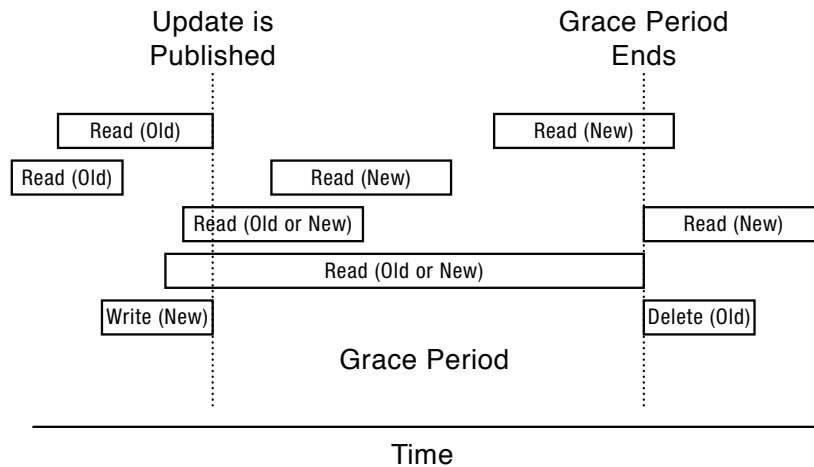 Update is
Published
Grace Period
Ends
Read (Old)
Read (New)
Read (Old)
Read (New)
Read (Old or New)
Read (New)
Read (Old or New)
Write (New)
Delete (Old)
Grace Period
Time